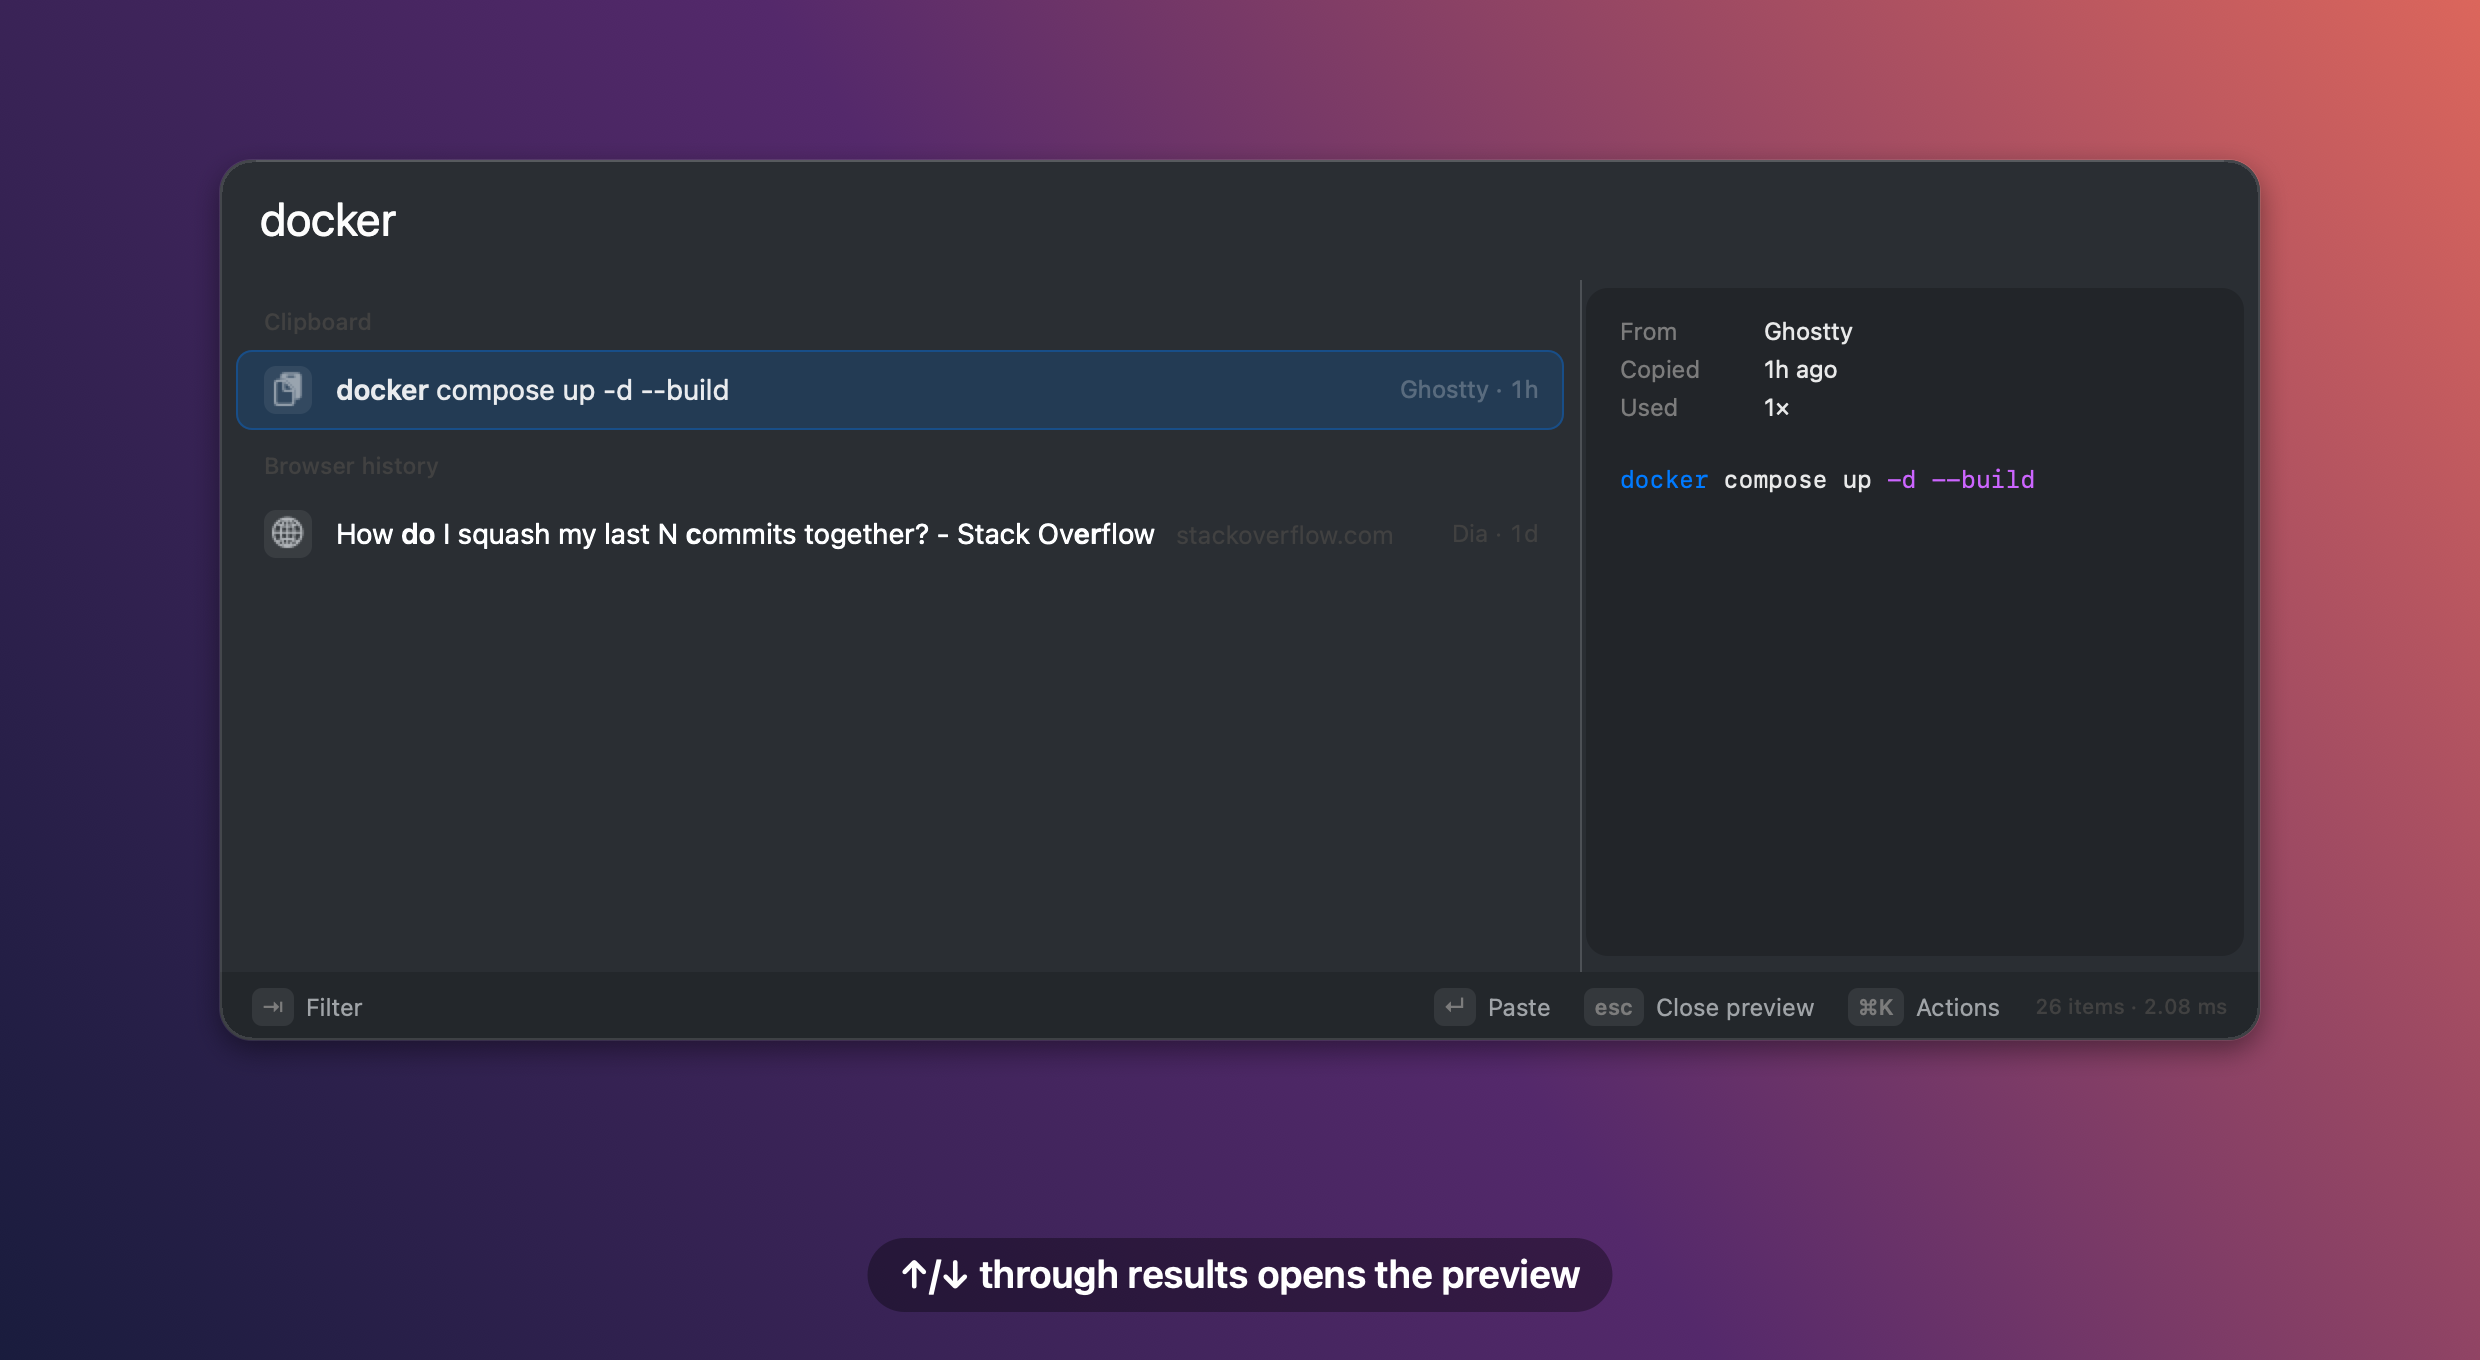 docker
Clipboard
docker compose up -d --build
Ghostty · 1h
Browser history
How do I squash my last N commits together? - Stack Overflow stackoverflow.com
Dia · 1d
From Ghostty
Copied 1h ago
Used 1×
docker compose up -d --build
⇥ Filter
↵ Paste
esc Close preview
⌘K Actions
26 items · 2.08 ms
↑/↓ through results opens the preview